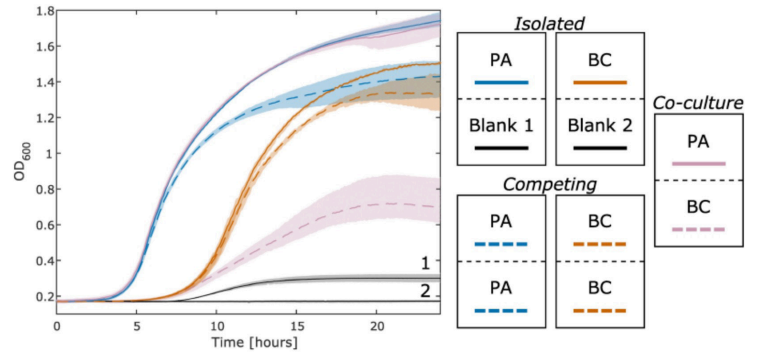 1.8
1.6
1.4
1.2
1
0.8
0.6
0.4
0.2
OD600
0
5
10
15
20
Time [hours]
1
2
Isolated
PA
BC
Blank 1
Blank 2
Competing
PA
BC
PA
BC
Co-culture
PA
BC